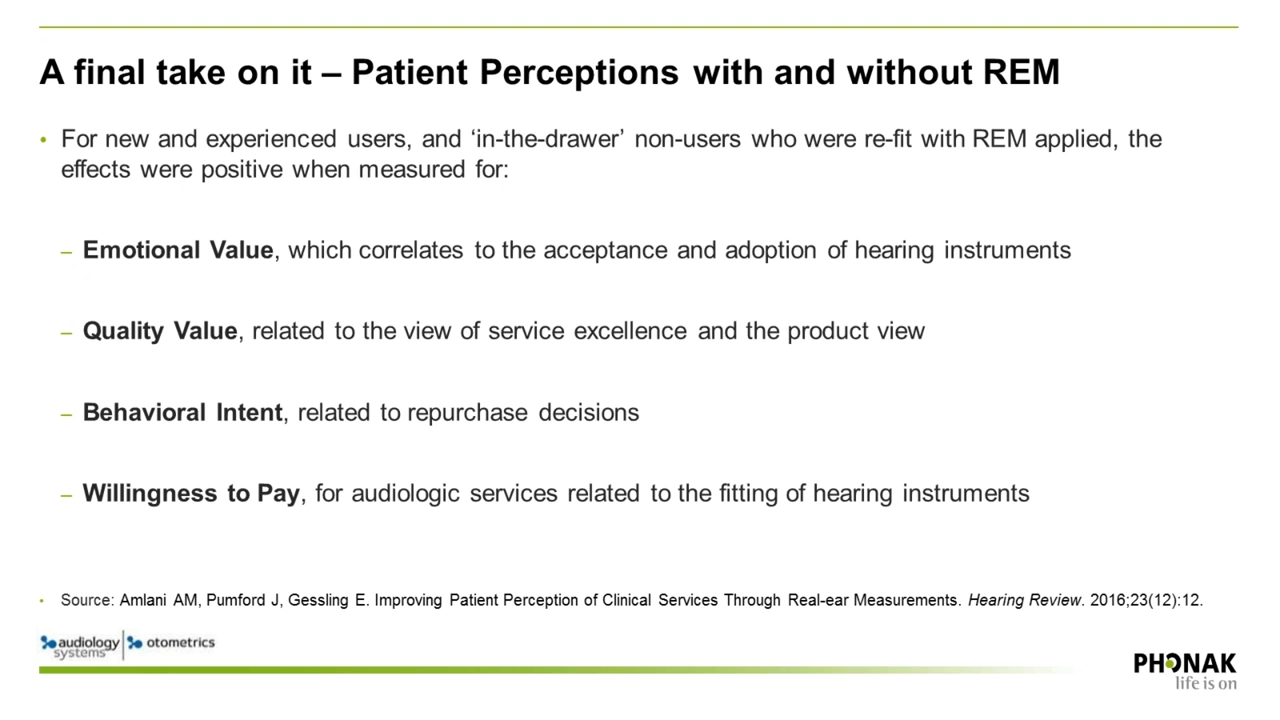 A final take on it – Patient Perceptions with and without REM
• For new and experienced users, and ‘in-the-drawer’ non-users who were re-fit with REM applied, the
effects were positive when measured for:
– Emotional Value, which correlates to the acceptance and adoption of hearing instruments
– Quality Value, related to the view of service excellence and the product view
– Behavioral Intent, related to repurchase decisions
– Willingness to Pay, for audiologic services related to the fitting of hearing instruments
• Source: Amlani AM, Pumford J, Gessling E. Improving Patient Perception of Clinical Services Through Real-ear Measurements. Hearing Review. 2016;23(12):12.
audiology systems otometrics
PHONAK
life is on